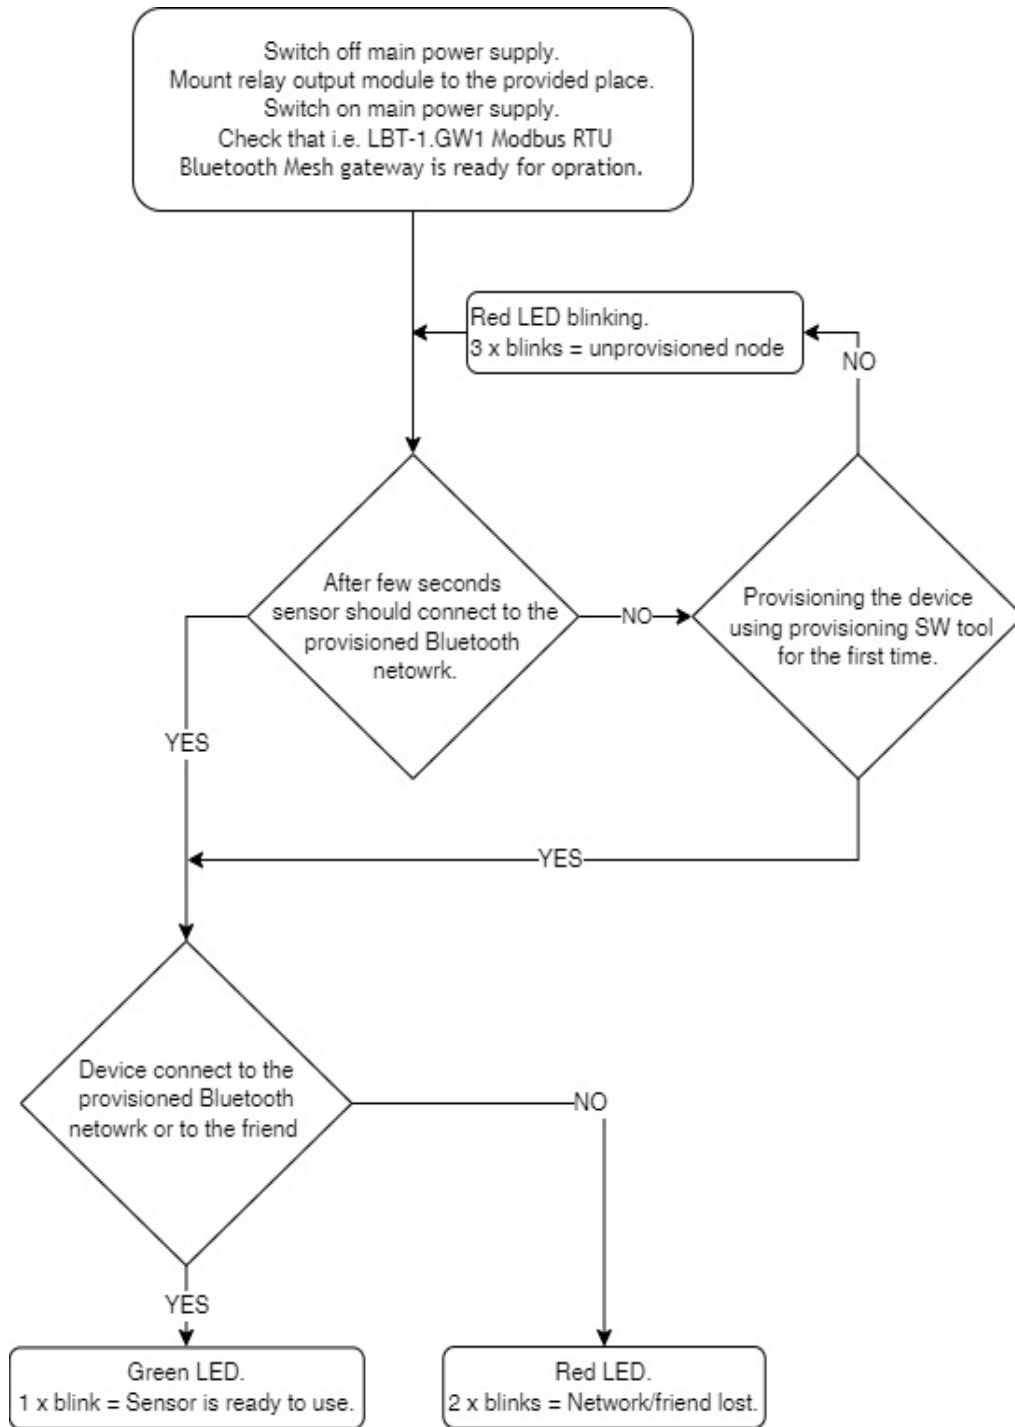 Switch off main power supply.
Mount relay output module to the provided place.
Switch on main power supply.
Check that i.e. LBT-1.GW1 Modbus RTU
Bluetooth Mesh gateway is ready for opration.
Red LED blinking.
3 x blinks = unprovisioned node
NO
After few seconds
sensor should connect to the
provisioned Bluetooth
netowrk.
NO
Provisioning the device
using provisioning SW tool
for the first time.
YES
YES
Device connect to the
provisioned Bluetooth
netowrk or to the friend
NO
YES
Green LED.
1 x blink = Sensor is ready to use.
Red LED.
2 x blinks = Network/friend lost.